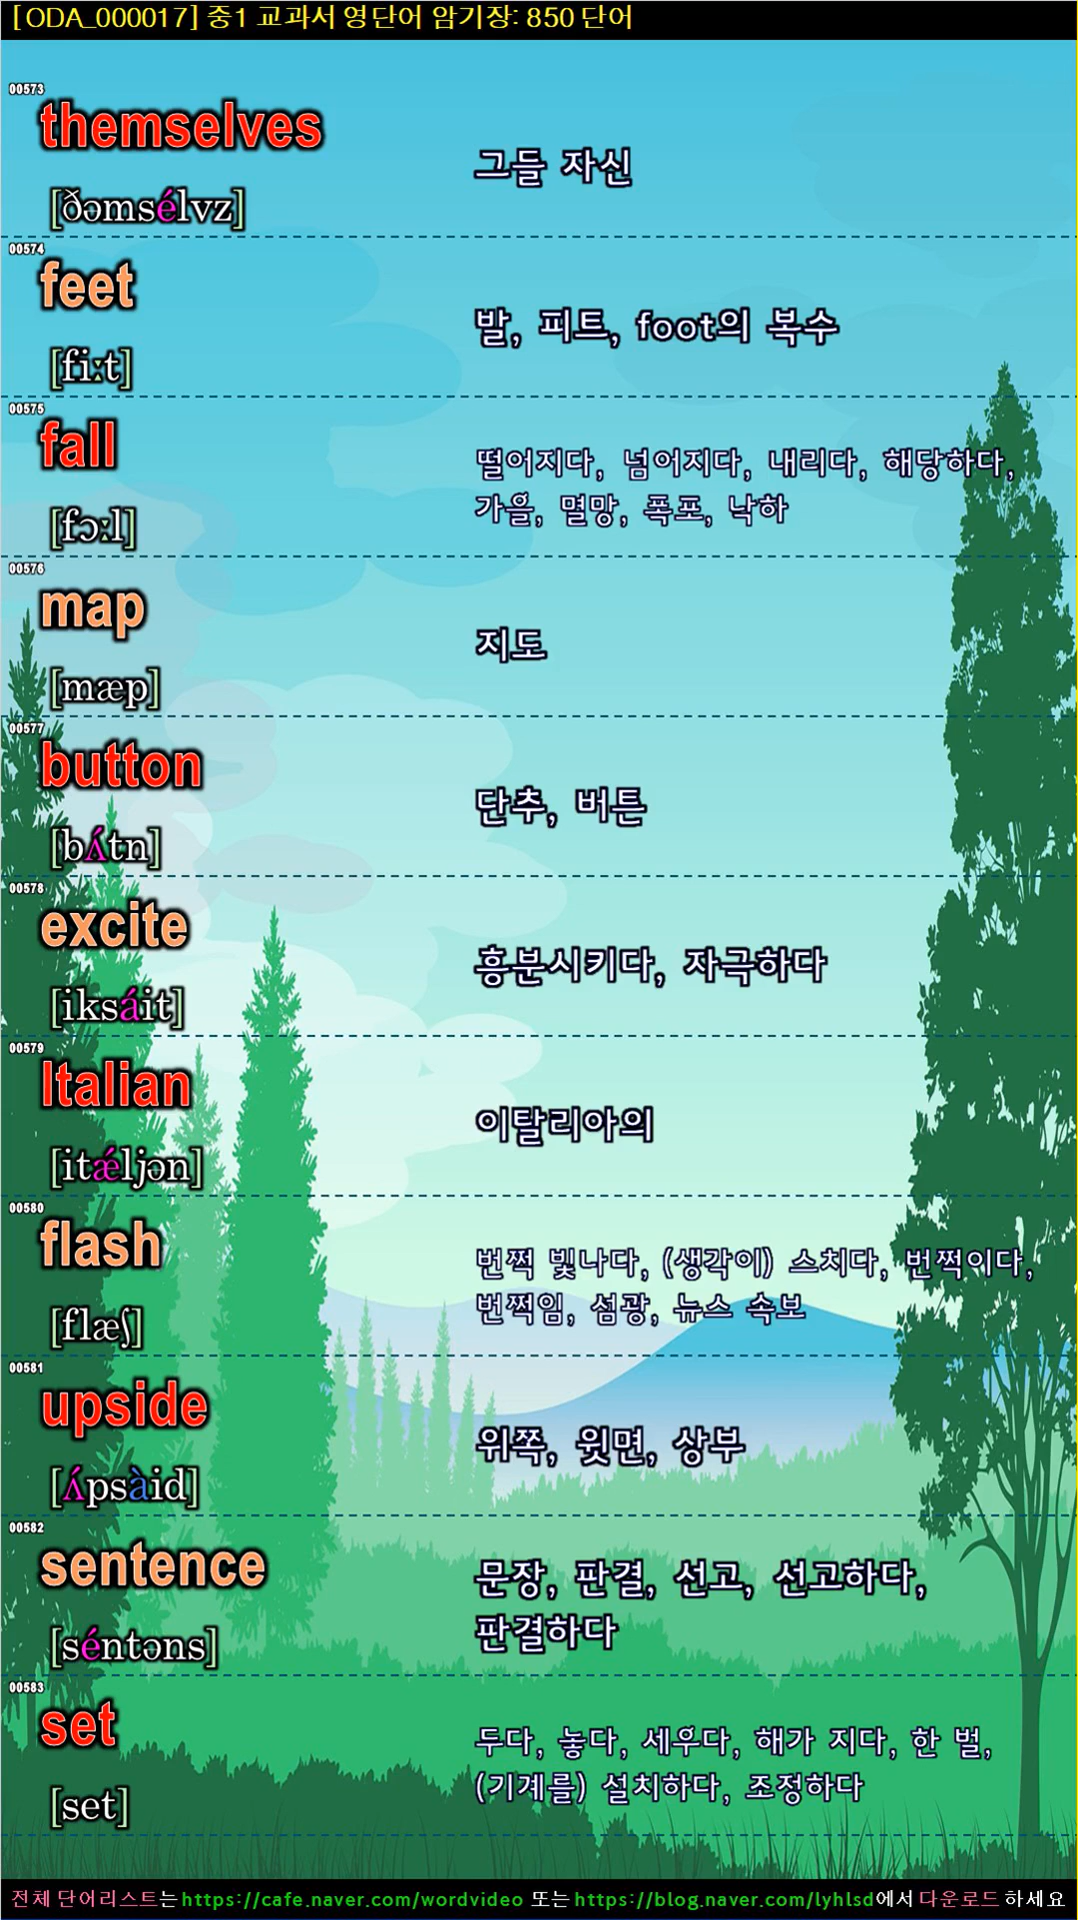 [ODA_000017] 중1 교과서 영단어 암기장: 850 단어
00573
themselves
그들 자신
[ðəmsélvz]
00574
feet
발, 피트, foot의 복수
[fiːt]
00575
fall
떨어지다, 넘어지다, 내리다, 해당하다,
가을, 멸망, 폭포, 낙하
[fɔːl]
00576
map
지도
[mæp]
00577
button
단추, 버튼
[bʌ́tn]
00578
excite
흥분시키다, 자극하다
[iksáit]
00579
Italian
이탈리아의
[itǽljən]
00580
flash
번쩍 빛나다, (생각이) 스치다, 번쩍이다,
번쩍임, 섬광, 뉴스 속보
[flæʃ]
00581
upside
위쪽, 윗면, 상부
[ʌ́psàid]
00582
sentence
문장, 판결, 선고, 선고하다,
판결하다
[séntəns]
00583
set
두다, 놓다, 세우다, 해가 지다, 한 벌,
(기계를) 설치하다, 조정하다
[set]
전체 단어리스트는 https://cafe.naver.com/wordvideo 또는 https://blog.naver.com/lyhlsd에서 다운로드 하세요